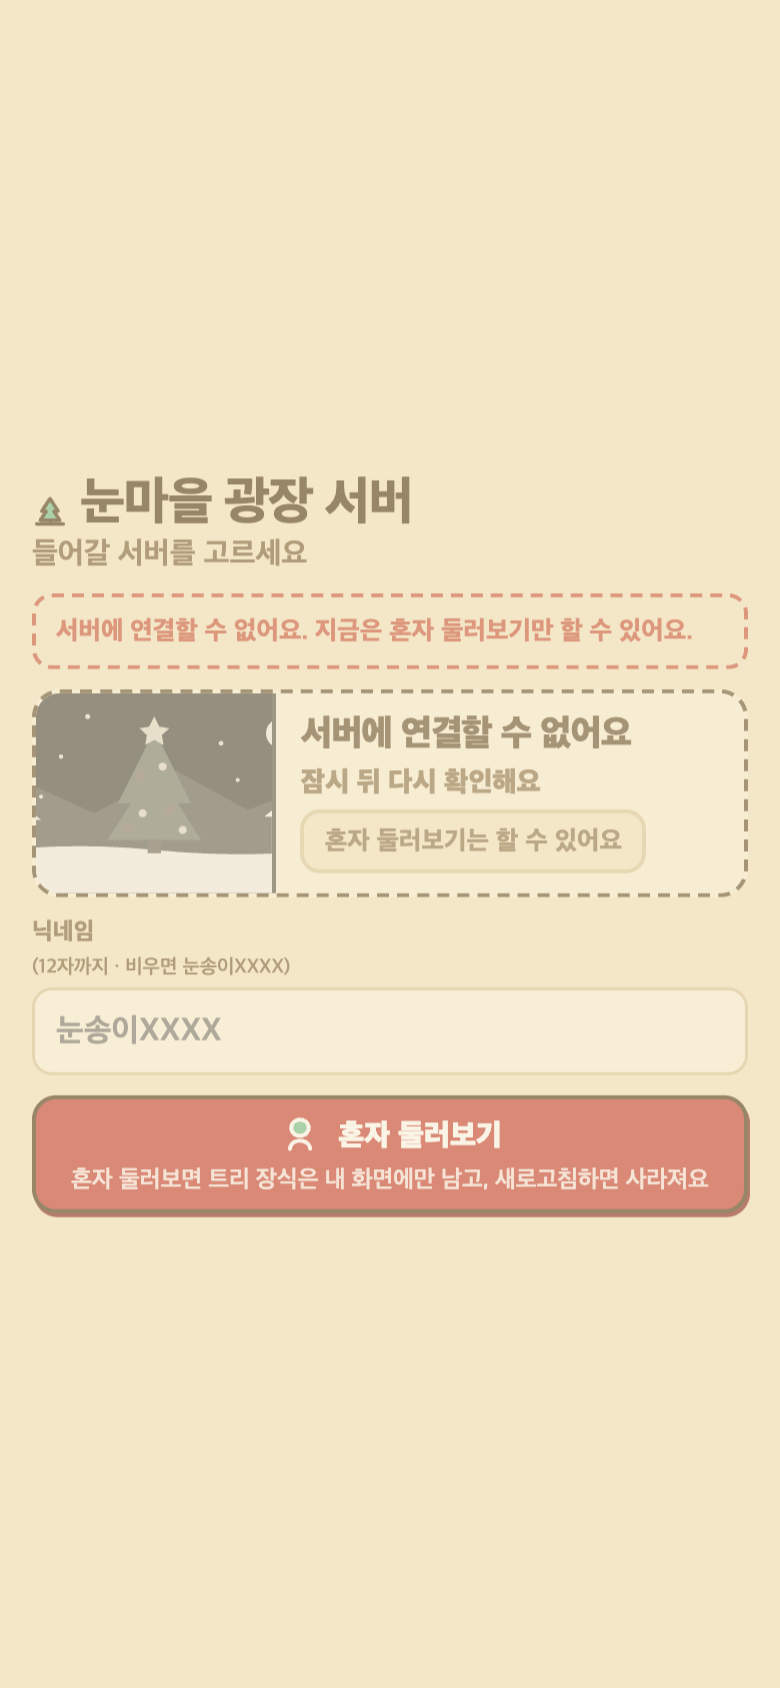 눈마을 광장 서버
들어갈 서버를 고르세요
서버에 연결할 수 없어요. 지금은 혼자 둘러보기만 할 수 있어요.
서버에 연결할 수 없어요
잠시 뒤 다시 확인해요
혼자 둘러보기는 할 수 있어요
닉네임
(12자까지 · 비우면 눈송이XXXX)
눈송이XXXX
혼자 둘러보기
혼자 둘러보면 트리 장식은 내 화면에만 남고, 새로고침하면 사라져요